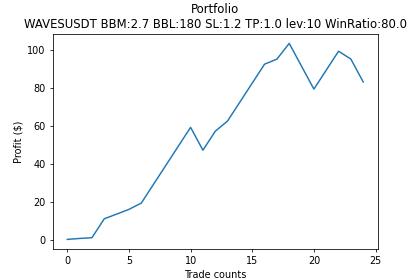 Portfolio
WAVESUSDT BBM:2.7 BBL:180 SL:1.2 TP:1.0 lev:10 WinRatio:80.0
100
80
60
40
20
0
Profit ($)
0 5 10 15 20 25
Trade counts